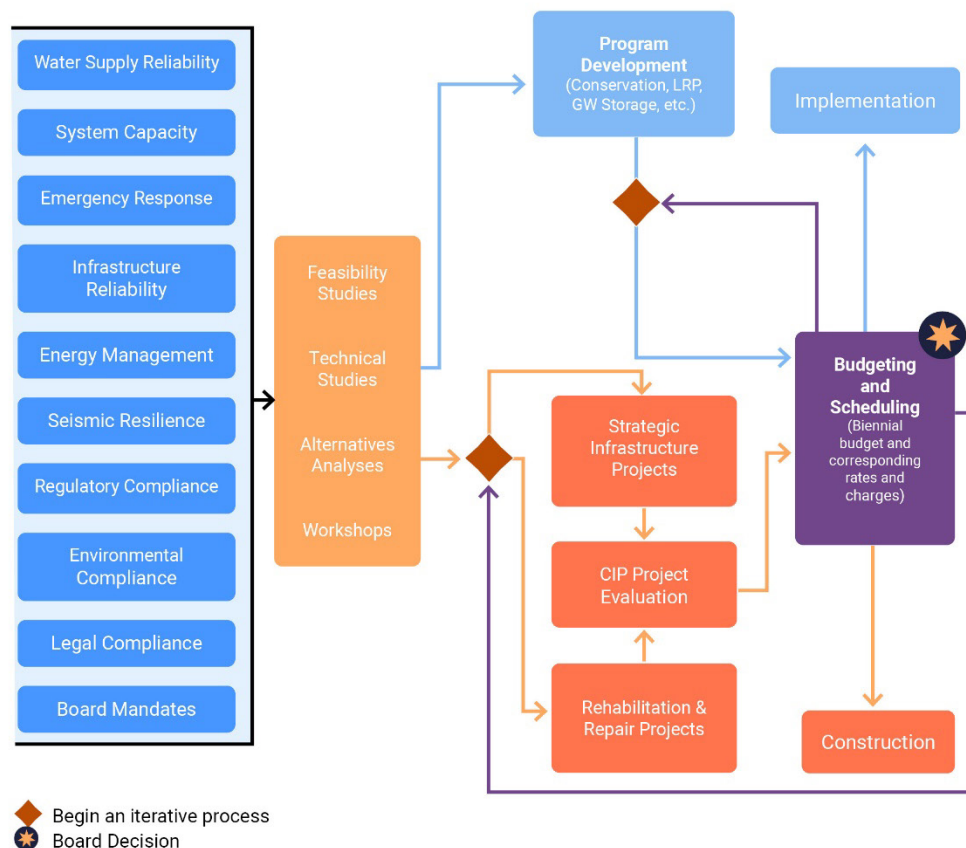 Water Supply Reliability
System Capacity
Emergency Response
Infrastructure
Reliability
Energy Management
Seismic Resilience
Regulatory Compliance
Environmental
Compliance
Legal Compliance
Board Mandates
Feasibility
Studies
Technical
Studies
Alternatives
Analyses
Workshops
Program
Development
(Conservation, LRP,
GW Storage, etc.)
Implementation
Strategic
Infrastructure
Projects
CIP Project
Evaluation
Rehabilitation &
Repair Projects
Budgeting
and
Scheduling
(Biennial
budget and
corresponding
rates and
charges)
Construction
Begin an iterative process
Board Decision